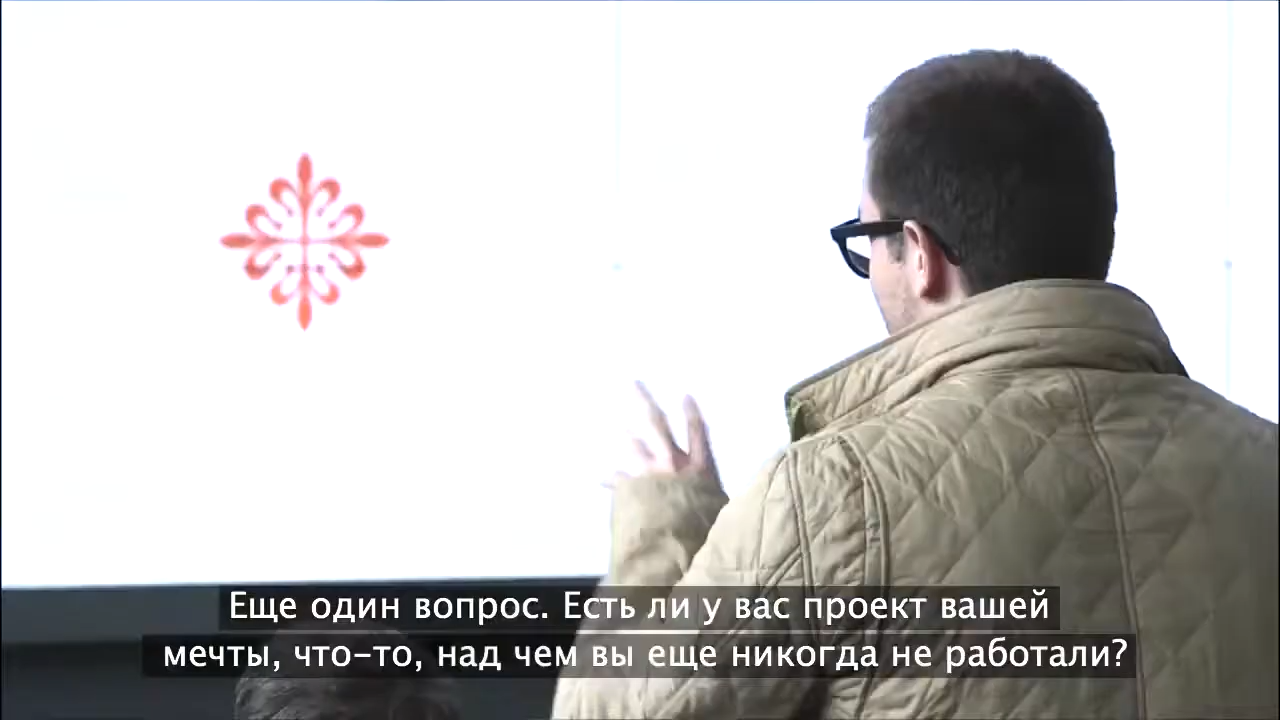 Еще один вопрос. Есть ли у вас проект вашей
мечты, что-то, над чем вы еще никогда не работали?